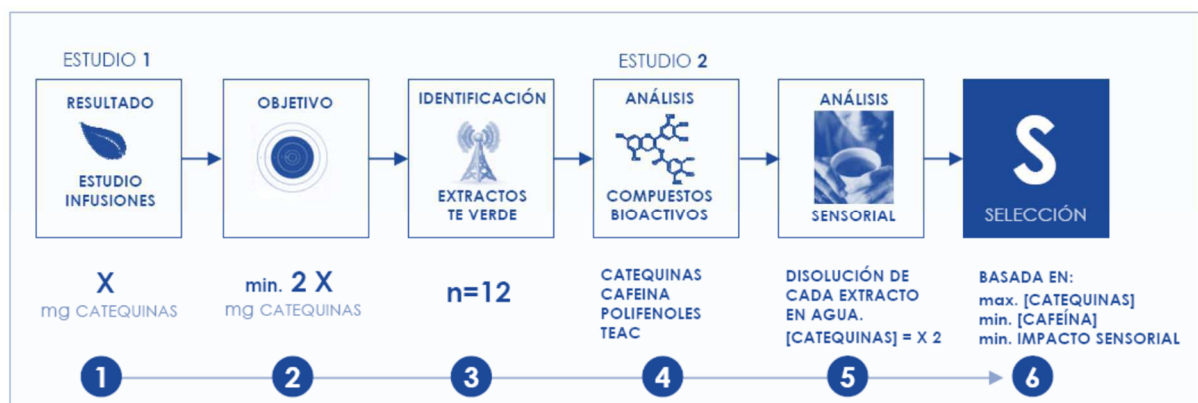 ESTUDIO 1
RESULTADO
ESTUDIO
INFUSIONES
X
mg CATEQUINAS
1
OBJETIVO
min. 2 X
mg CATEQUINAS
2
IDENTIFICACIÓN
EXTRACTOS
TE VERDE
n=12
3
ESTUDIO 2
ANÁLISIS
COMPUESTOS
BIOACTIVOS
CATEQUINAS
CAFEINA
POLIFENOLES
TEAC
4
ANÁLISIS
SENSORIAL
DISOLUCIÓN DE
CADA EXTRACTO
EN AGUA.
[CATEQUINAS] = X 2
5
S
SELECCIÓN
BASADA EN:
max. [CATEQUINAS]
min. [CAFEÍNA]
min. IMPACTO SENSORIAL
6